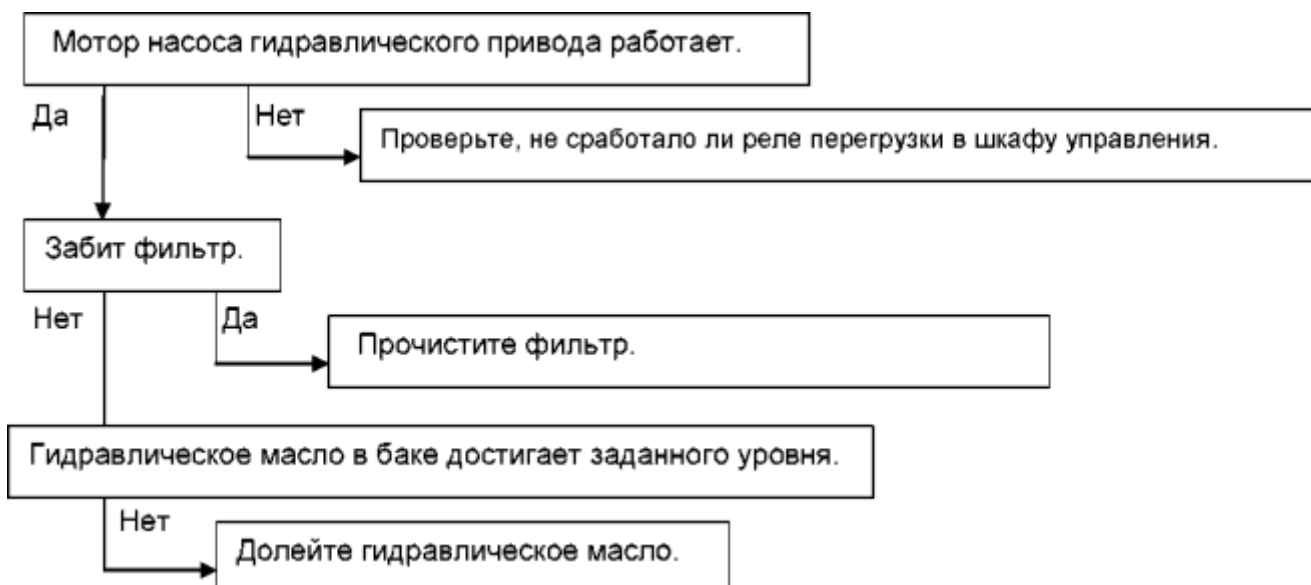 Мотор насоса гидравлического привода работает.
Да
Нет
Проверьте, не сработало ли реле перегрузки в шкафу управления.
Забит фильтр.
Нет
Да
Прочистите фильтр.
Гидравлическое масло в баке достигает заданного уровня.
Нет
Долейте гидравлическое масло.